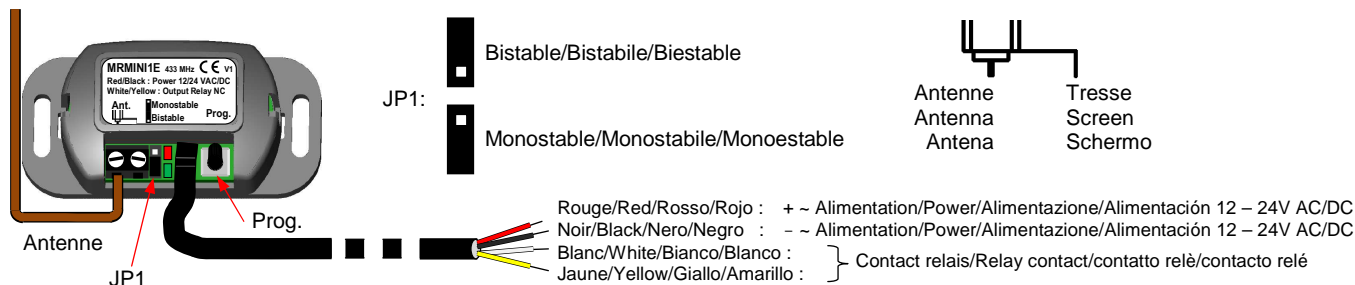 MRMINI1E 433 MHz CE V1
Red/Black : Power 12/24 VAC/DC
White/Yellow : Output Relay NC
Ant. Monostable
Bistable Prog.
Antenne
JP1
Prog.
JP1:
Bistable/Bistabile/Biestable
Monostable/Monostabile/Monoestable
Antenne Tresse
Antenna Screen
Antena Schermo
Rouge/Red/Rosso/Rojo : + ~ Alimentation/Power/Alimentazione/Alimentación 12 – 24V AC/DC
Noir/Black/Nero/Negro : – ~ Alimentation/Power/Alimentazione/Alimentación 12 – 24V AC/DC
Blanc/White/Bianco/Blanco :
Jaune/Yellow/Giallo/Amarillo :
Contact relais/Relay contact/contatto relè/contacto relé